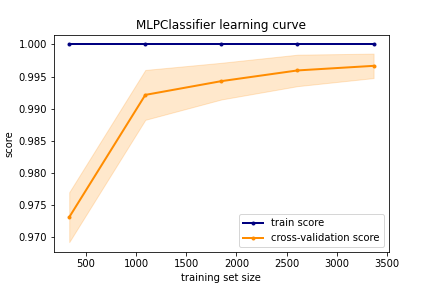 MLPClassifier learning curve
1.000
0.995
0.990
0.985
0.980
0.975
0.970
score
train score
cross-validation score
500 1000 1500 2000 2500 3000 3500
training set size